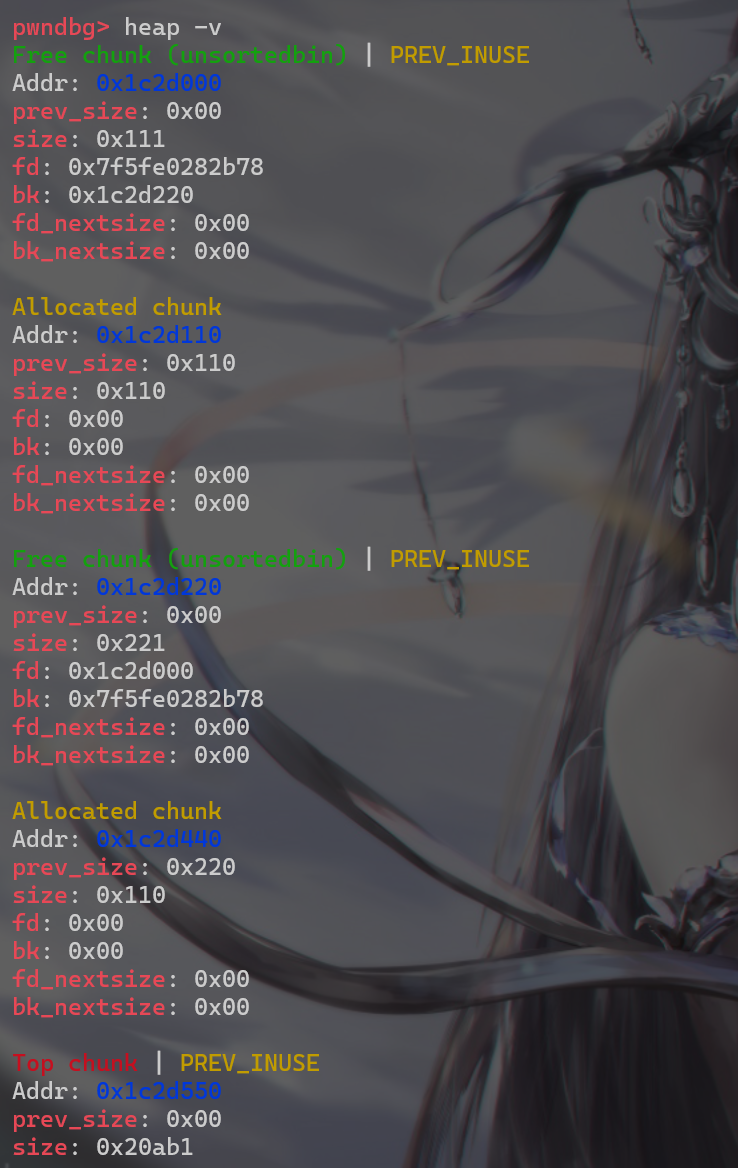 pwndbg> heap -v
Free chunk (unsortedbin) | PREV_INUSE
Addr: 0x1c2d000
prev_size: 0x00
size: 0x111
fd: 0x7f5fe0282b78
bk: 0x1c2d220
fd_nextsize: 0x00
bk_nextsize: 0x00

Allocated chunk
Addr: 0x1c2d110
prev_size: 0x110
size: 0x110
fd: 0x00
bk: 0x00
fd_nextsize: 0x00
bk_nextsize: 0x00

Free chunk (unsortedbin) | PREV_INUSE
Addr: 0x1c2d220
prev_size: 0x00
size: 0x221
fd: 0x1c2d000
bk: 0x7f5fe0282b78
fd_nextsize: 0x00
bk_nextsize: 0x00

Allocated chunk
Addr: 0x1c2d440
prev_size: 0x220
size: 0x110
fd: 0x00
bk: 0x00
fd_nextsize: 0x00
bk_nextsize: 0x00

Top chunk | PREV_INUSE
Addr: 0x1c2d550
prev_size: 0x00
size: 0x20ab1